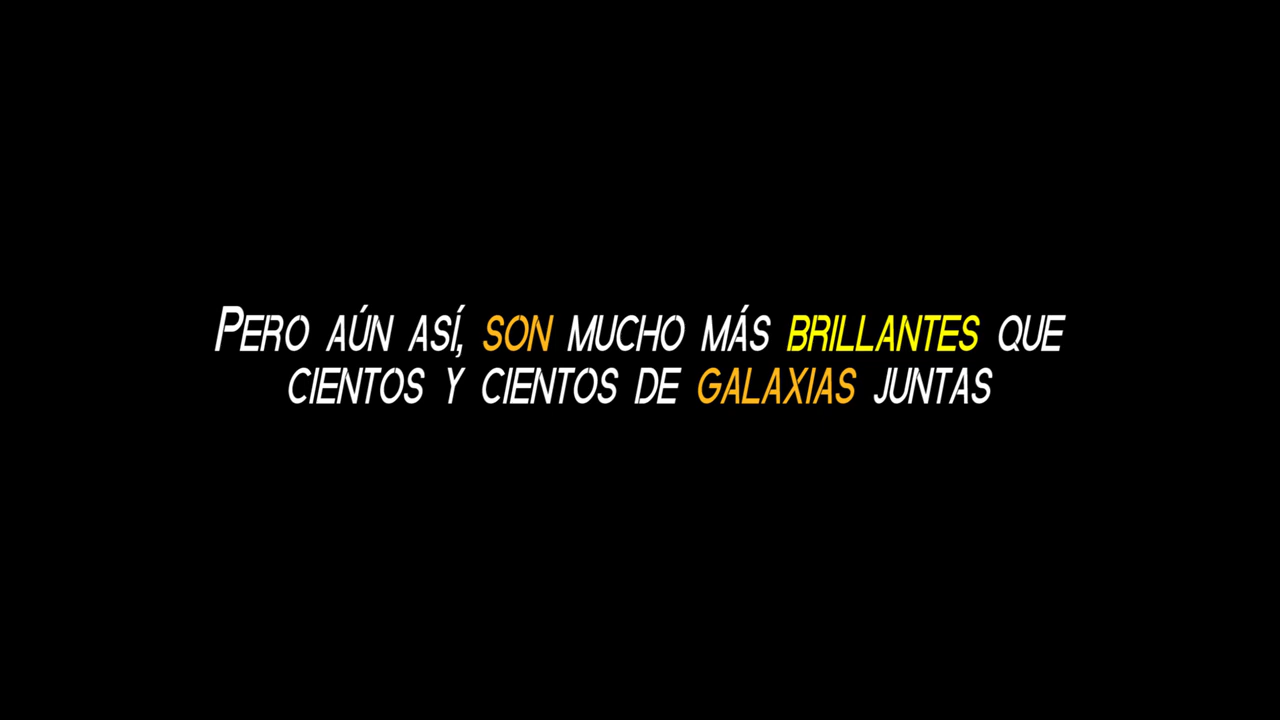 Pero aún así, son mucho más brillantes que
cientos y cientos de galaxias juntas